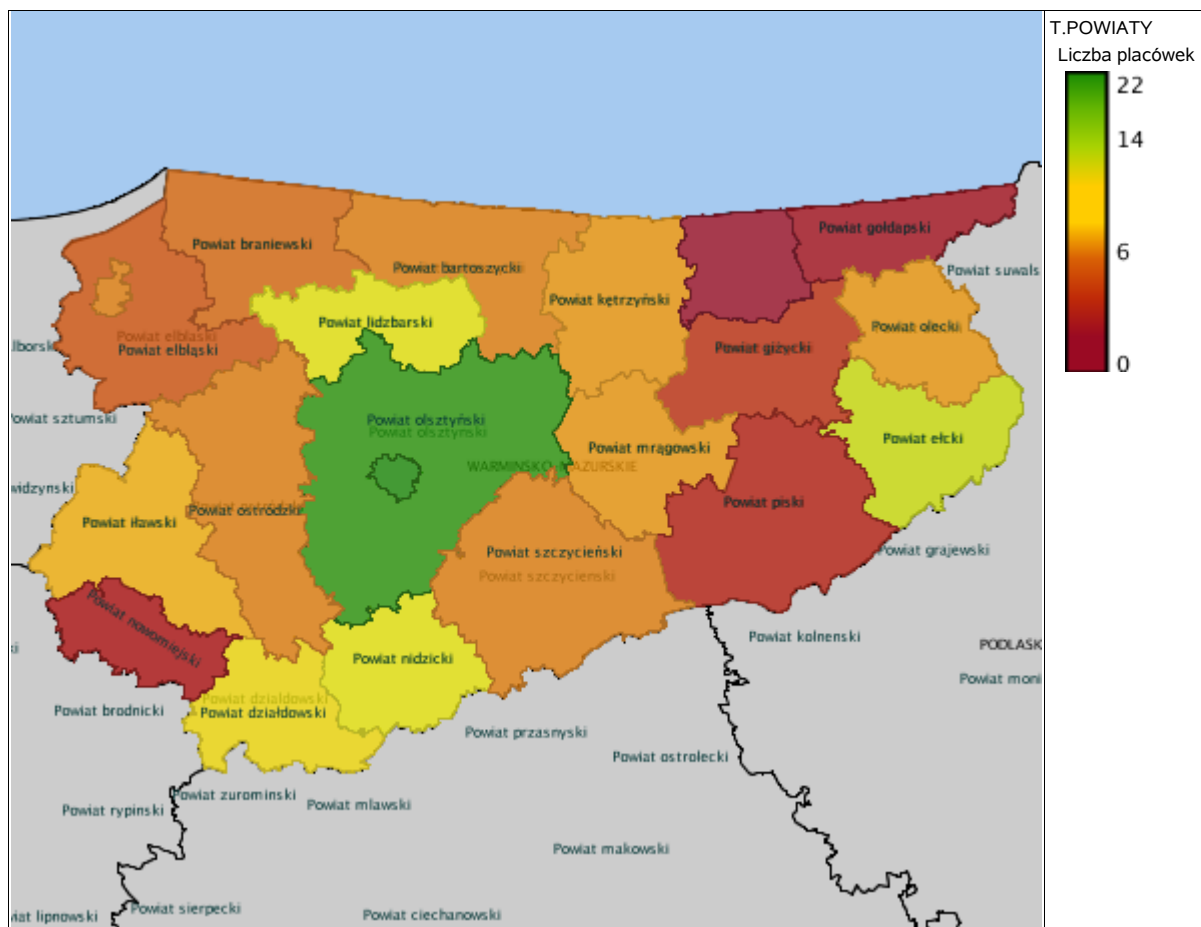 T.POWIATY
Liczba placówek
22
14
6
0
Powiat gołdapski
Powiat braniewski
Powiat bartoszycki
Powiat suwals
Powiat kętrzyński
Powiat lidzbarski
Powiat olecki
Powiat elbląski
Powiat elbląski
Powiat giżycki
lborsk
Powiat sztumski
Powiat olsztyński
Powiat olsztyński
Powiat ełcki
Powiat mrągowski
WARMIŃSKO-MAZURSKIE
widzynski
Powiat piski
Powiat iławski
Powiat ostródzki
Powiat szczycieński
Powiat grajewski
Powiat szczycienski
Powiat nowomiejski
Powiat kolnenski
ki
PODLASK
Powiat nidzicki
Powiat moni
Powiat dzialdowski
Powiat brodnicki
Powiat działdowski
Powiat przasnyski
Powiat ostrolecki
Powiat zurominski
Powiat mlawski
Powiat rypinski
Powiat makowski
Powiat sierpecki
wiat lipnowski
Powiat ciechanowski